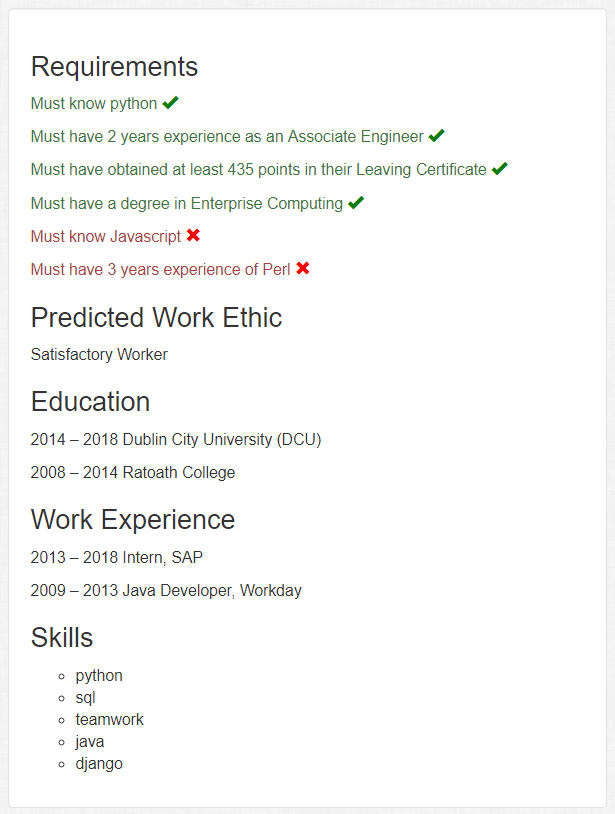 Requirements
Must know python ✔
Must have 2 years experience as an Associate Engineer ✔
Must have obtained at least 435 points in their Leaving Certificate ✔
Must have a degree in Enterprise Computing ✔
Must know Javascript ✖
Must have 3 years experience of Perl ✖
Predicted Work Ethic
Satisfactory Worker
Education
2014 – 2018 Dublin City University (DCU)
2008 – 2014 Ratoath College
Work Experience
2013 – 2018 Intern, SAP
2009 – 2013 Java Developer, Workday
Skills
◦ python
◦ sql
◦ teamwork
◦ java
◦ django